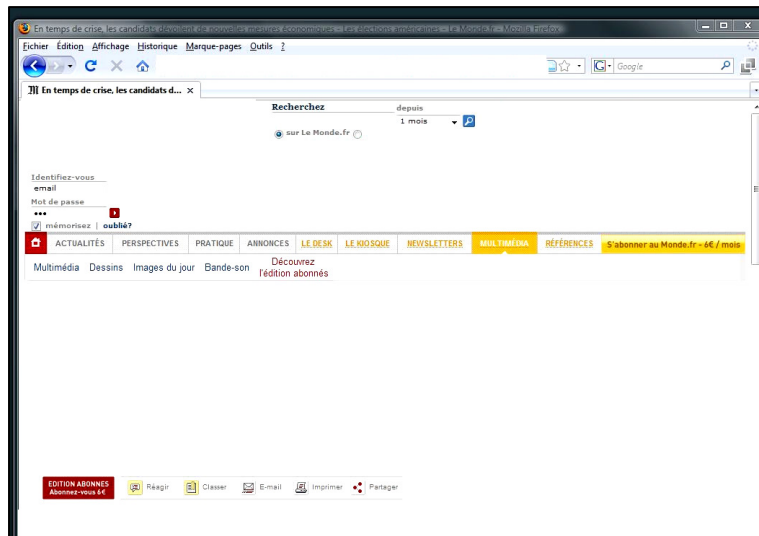 En temps de crise, les candidats dévoilent de nouvelles mesures économiques - Les élections américaines - Le Monde.fr - Mozilla Firefox
Fichier Édition Affichage Historique Marque-pages Outils ?
Google
En temps de crise, les candidats d...
Recherchez depuis
1 mois
sur Le Monde.fr
Identifiez-vous
email
Mot de passe
•••
mémorisez | oublié?
ACTUALITÉS PERSPECTIVES PRATIQUE ANNONCES LE DESK LE KIOSQUE NEWSLETTERS MULTIMÉDIA RÉFÉRENCES S'abonner au Monde.fr - 6€ / mois
Multimédia Dessins Images du jour Bande-son Découvrez
l'édition abonnés
EDITION ABONNES
Abonnez-vous 6€
Réagir Classer E-mail Imprimer Partager